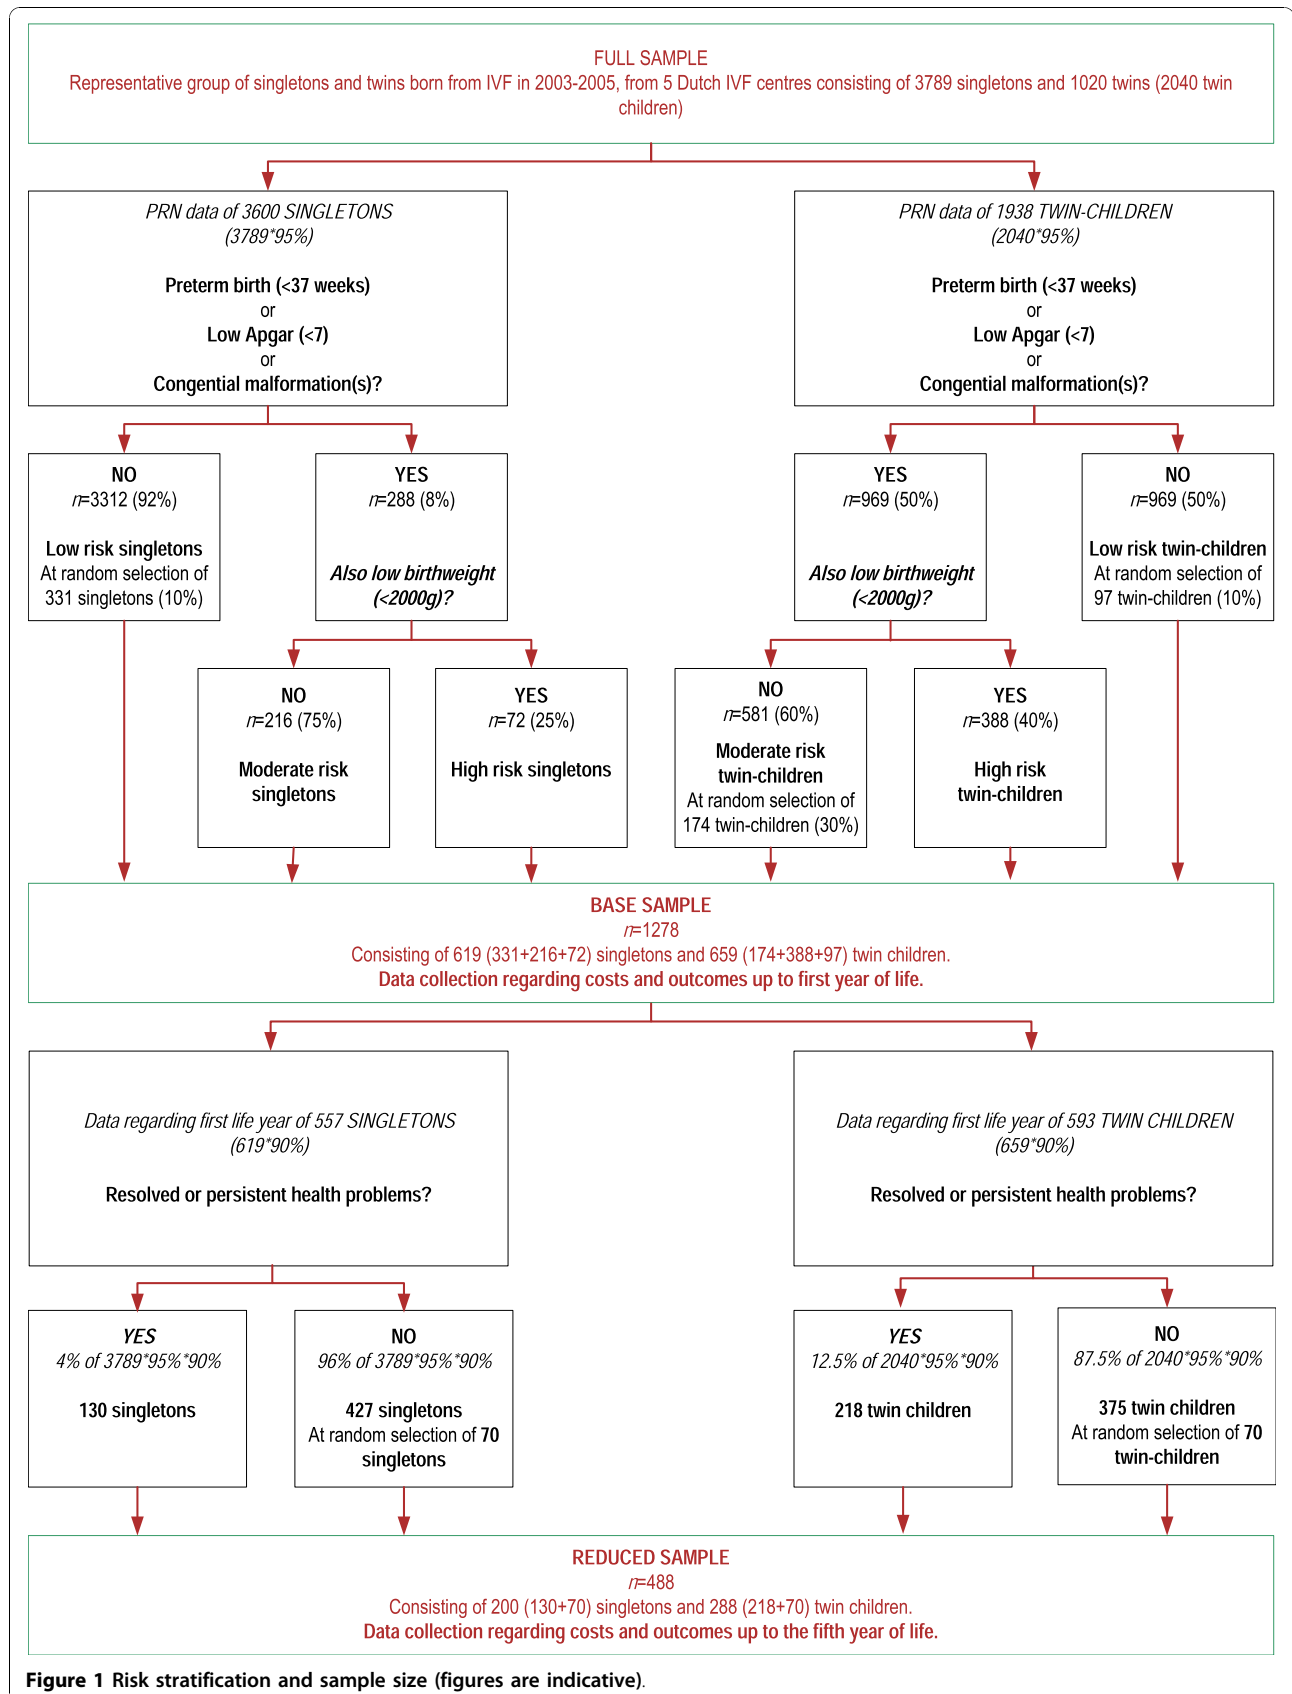 FULL SAMPLE
Representative group of singletons and twins born from IVF in 2003-2005, from 5 Dutch IVF centres consisting of 3789 singletons and 1020 twins (2040 twin
children)
PRN data of 3600 SINGLETONS
(3789*95%)
Preterm birth (<37 weeks)
or
Low Apgar (<7)
or
Congential malformation(s)?
PRN data of 1938 TWIN-CHILDREN
(2040*95%)
Preterm birth (<37 weeks)
or
Low Apgar (<7)
or
Congential malformation(s)?
NO
n=3312 (92%)
Low risk singletons
At random selection of
331 singletons (10%)
YES
n=288 (8%)
Also low birthweight
(<2000g)?
YES
n=969 (50%)
Also low birthweight
(<2000g)?
NO
n=969 (50%)
Low risk twin-children
At random selection of
97 twin-children (10%)
NO
n=216 (75%)
Moderate risk
singletons
YES
n=72 (25%)
High risk singletons
NO
n=581 (60%)
Moderate risk
twin-children
At random selection of
174 twin-children (30%)
YES
n=388 (40%)
High risk
twin-children
BASE SAMPLE
n=1278
Consisting of 619 (331+216+72) singletons and 659 (174+388+97) twin children.
Data collection regarding costs and outcomes up to first year of life.
Data regarding first life year of 557 SINGLETONS
(619*90%)
Resolved or persistent health problems?
Data regarding first life year of 593 TWIN CHILDREN
(659*90%)
Resolved or persistent health problems?
YES
4% of 3789*95%*90%
130 singletons
NO
96% of 3789*95%*90%
427 singletons
At random selection of 70
singletons
YES
12.5% of 2040*95%*90%
218 twin children
NO
87.5% of 2040*95%*90%
375 twin children
At random selection of 70
twin-children
REDUCED SAMPLE
n=488
Consisting of 200 (130+70) singletons and 288 (218+70) twin children.
Data collection regarding costs and outcomes up to the fifth year of life.
Figure 1 Risk stratification and sample size (figures are indicative).